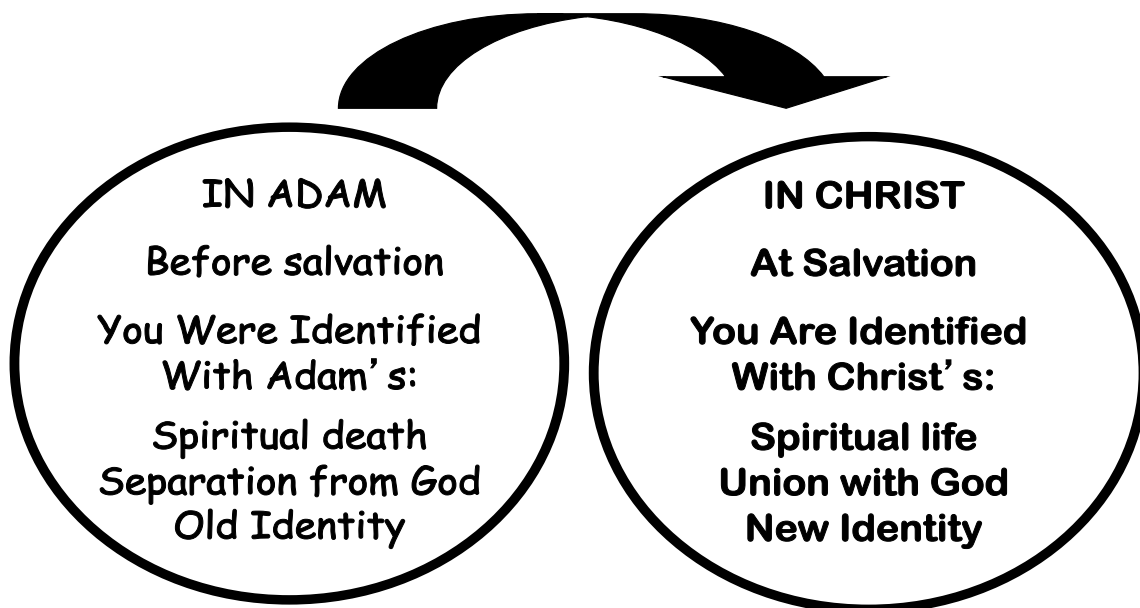 IN ADAM
Before salvation
You Were Identified
With Adam’s:
Spiritual death
Separation from God
Old Identity
IN CHRIST
At Salvation
You Are Identified
With Christ’s:
Spiritual life
Union with God
New Identity